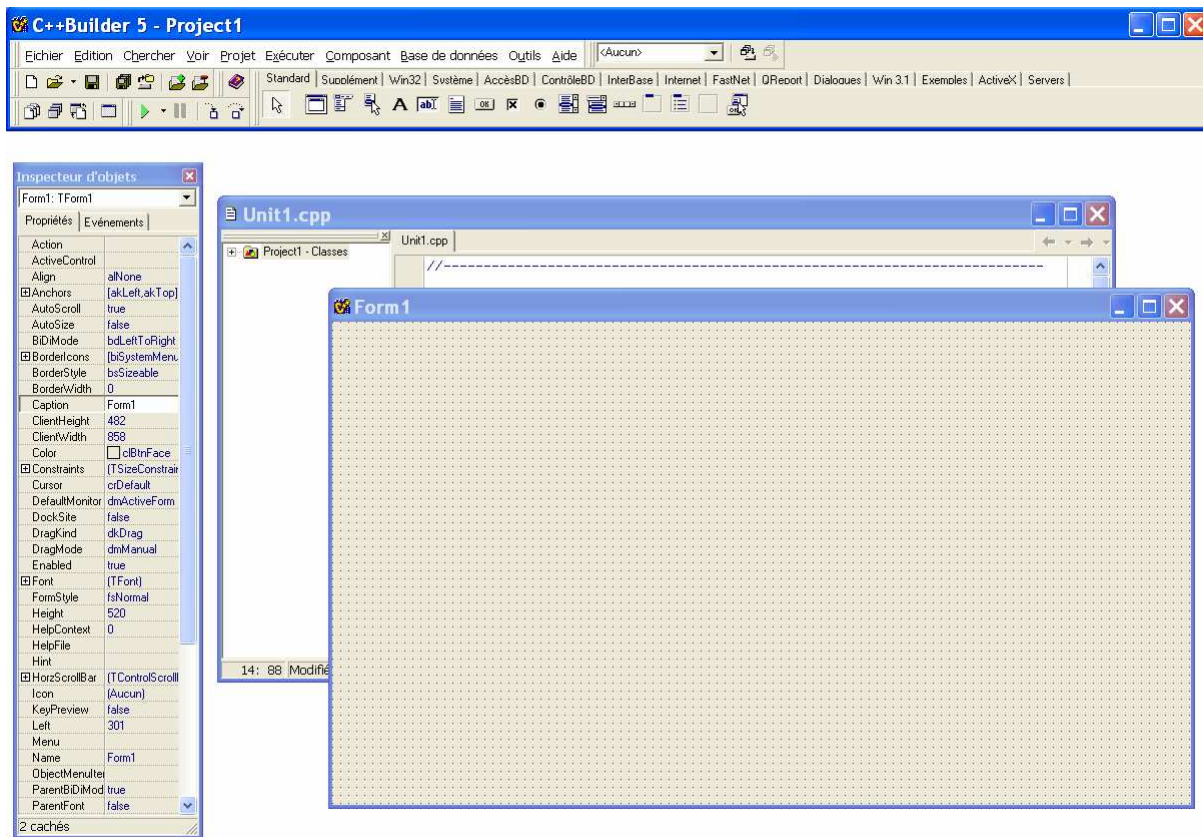 C++Builder 5 - Project1
Fichier Edition Chercher Voir Projet Exécuter Composant Base de données Outils Aide <Aucun>
Standard Supplément Win32 Système AccèsBD ContrôleBD InterBase Internet FastNet QReport Dialogues Win 3.1 Exemples ActiveX Servers
Inspecteur d'objets
Form1: TForm1
Propriétés Evénements
Action
ActiveControl
Align alNone
Anchors [akLeft,akTop]
AutoScroll true
AutoSize false
BiDiMode bdLeftToRight
BorderIcons [biSystemMenu
BorderStyle bsSizeable
BorderWidth 0
Caption Form1
ClientHeight 482
ClientWidth 858
Color clBtnFace
Constraints (TSizeConstrain
Cursor crDefault
DefaultMonitor dmActiveForm
DockSite false
DragKind dkDrag
DragMode dmManual
Enabled true
Font (TFont)
FormStyle fsNormal
Height 520
HelpContext 0
HelpFile
Hint
HorzScrollBar (TControlScroll
Icon (Aucun)
KeyPreview false
Left 301
Menu
Name Form1
ObjectMenuIte
ParentBiDiMod true
ParentFont false
2 cachés
Unit1.cpp
Project1 - Classes
Unit1.cpp
//---------------------------------------------------------------------------
14: 88 Modifié
Form1